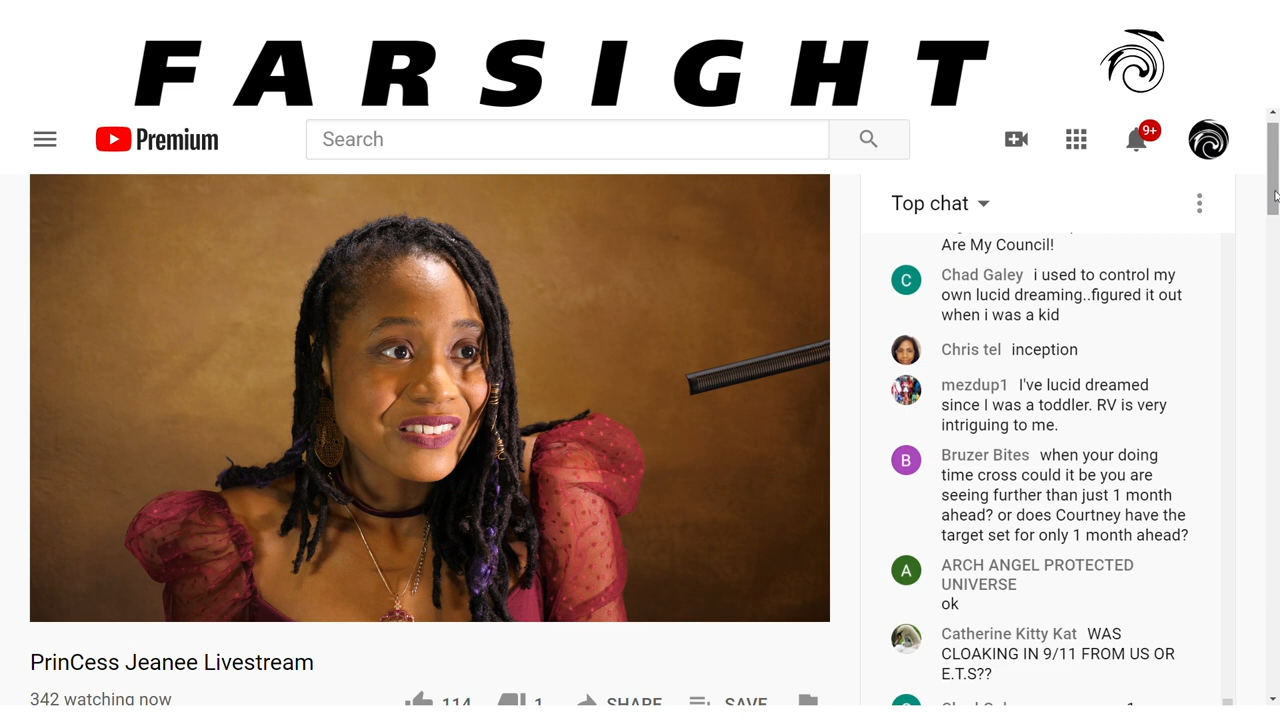 FARSIGHT
Premium
Search
9+
Top chat
Are My Council!
C
Chad Galey i used to control my
own lucid dreaming..figured it out
when i was a kid
Chris tel inception
mezdup1 I've lucid dreamed
since I was a toddler. RV is very
intriguing to me.
B
Bruzer Bites when your doing
time cross could it be you are
seeing further than just 1 month
ahead? or does Courtney have the
target set for only 1 month ahead?
A
ARCH ANGEL PROTECTED
UNIVERSE
ok
Catherine Kitty Kat WAS
CLOAKING IN 9/11 FROM US OR
E.T.S??
PrinCess Jeanee Livestream
342 watching now
114
1
SHARE
SAVE